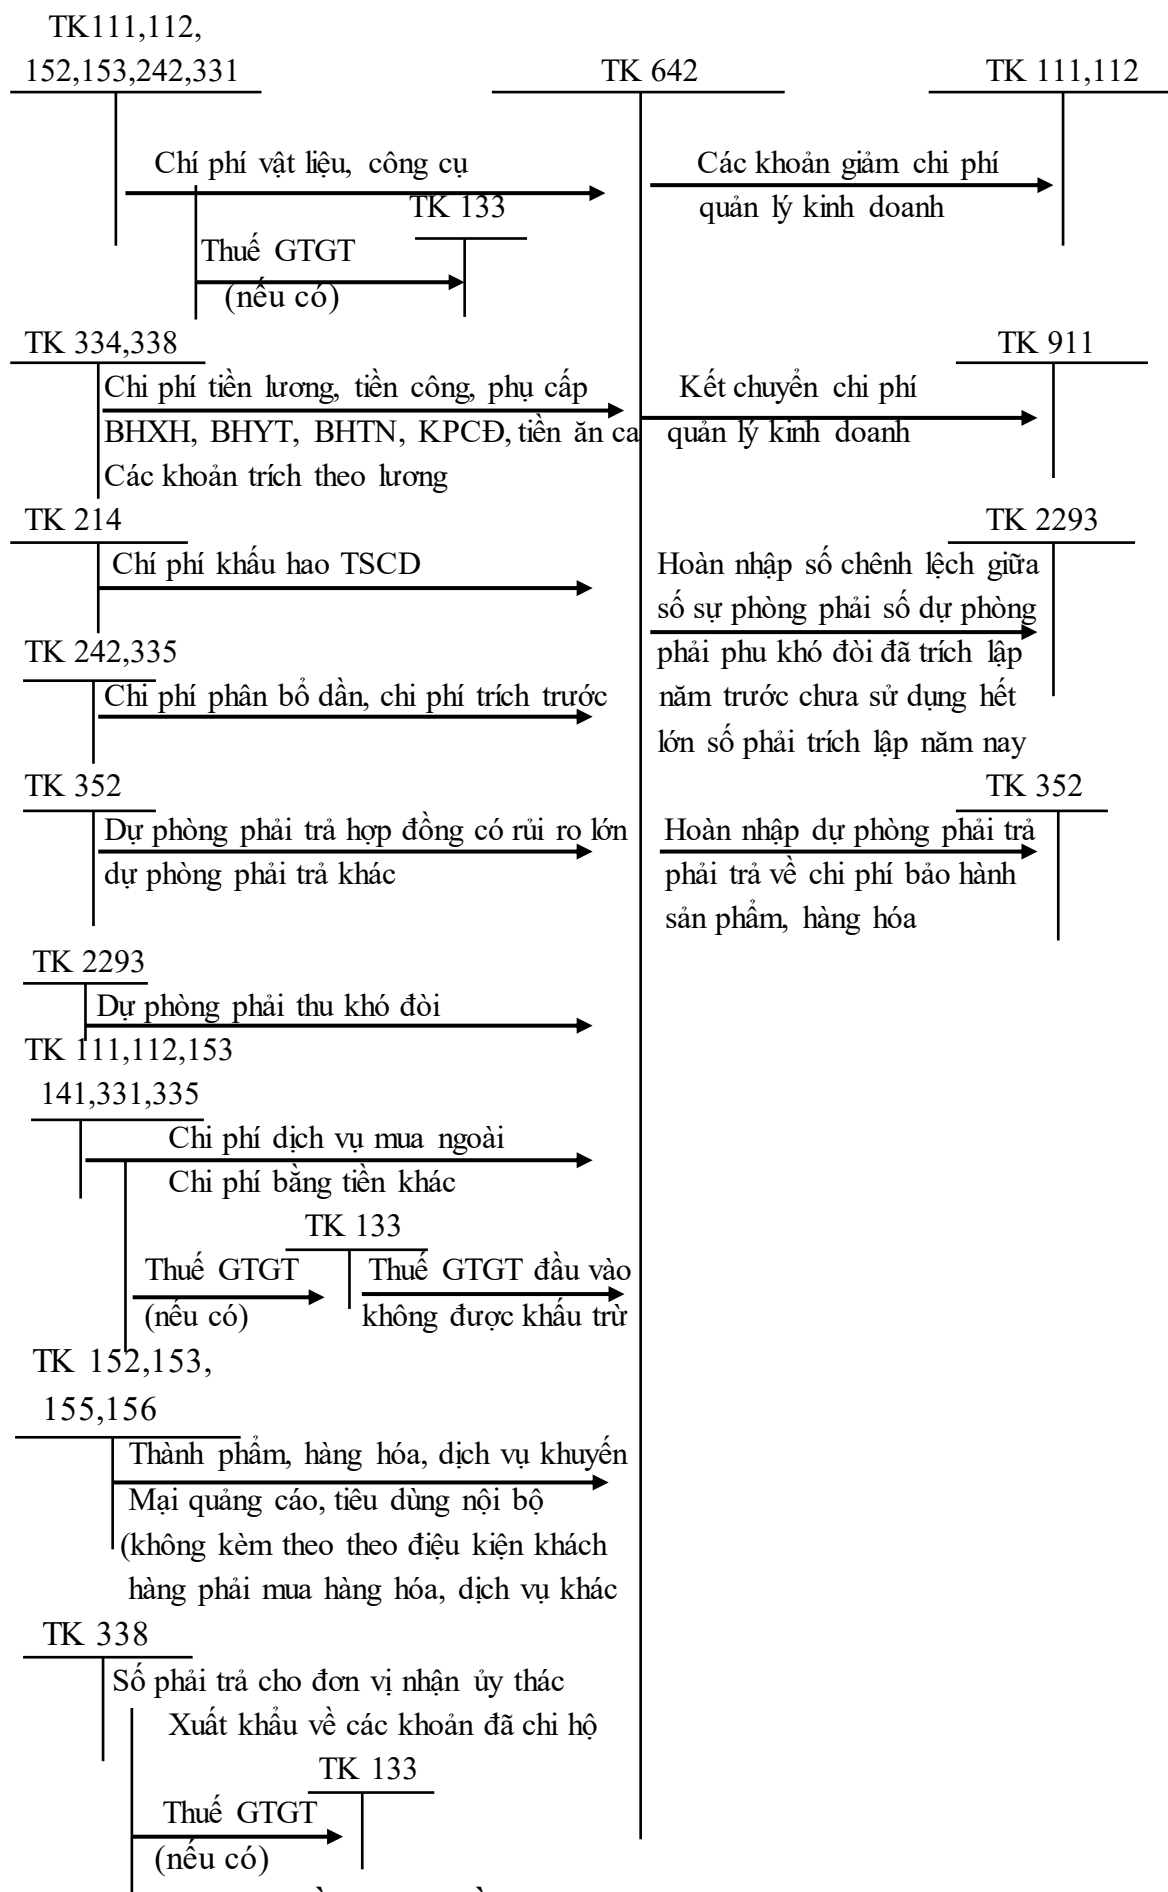 TK111,112,
152,153,242,331
TK 642
TK 111,112
Chí phí vật liệu, công cụ
Các khoản giảm chi phí
quản lý kinh doanh
TK 133
Thuế GTGT
(nếu có)
TK 334,338
TK 911
Chi phí tiền lương, tiền công, phụ cấp
BHXH, BHYT, BHTN, KPCĐ, tiền ăn ca
Các khoản trích theo lương
Kết chuyển chi phí
quản lý kinh doanh
TK 214
TK 2293
Chí phí khấu hao TSCD
Hoàn nhập số chênh lệch giữa
số sự phòng phải số dự phòng
phải phu khó đòi đã trích lập
năm trước chưa sử dụng hết
lớn số phải trích lập năm nay
TK 242,335
Chi phí phân bổ dần, chi phí trích trước
TK 352
TK 352
Dự phòng phải trả hợp đồng có rủi ro lớn
dự phòng phải trả khác
Hoàn nhập dự phòng phải trả
phải trả về chi phí bảo hành
sản phẩm, hàng hóa
TK 2293
Dự phòng phải thu khó đòi
TK 111,112,153
141,331,335
Chi phí dịch vụ mua ngoài
Chi phí bằng tiền khác
TK 133
Thuế GTGT
(nếu có)
Thuế GTGT đầu vào
không được khấu trừ
TK 152,153,
155,156
Thành phẩm, hàng hóa, dịch vụ khuyến
Mại quảng cáo, tiêu dùng nội bộ
(không kèm theo theo điệu kiện khách
hàng phải mua hàng hóa, dịch vụ khác
TK 338
Số phải trả cho đơn vị nhận ủy thác
Xuất khẩu về các khoản đã chi hộ
TK 133
Thuế GTGT
(nếu có)